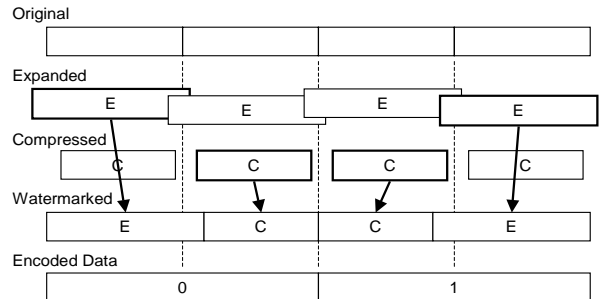 Original
Expanded
E E E E
Compressed
C C C C
Watermarked
E C C E
Encoded Data
0 1